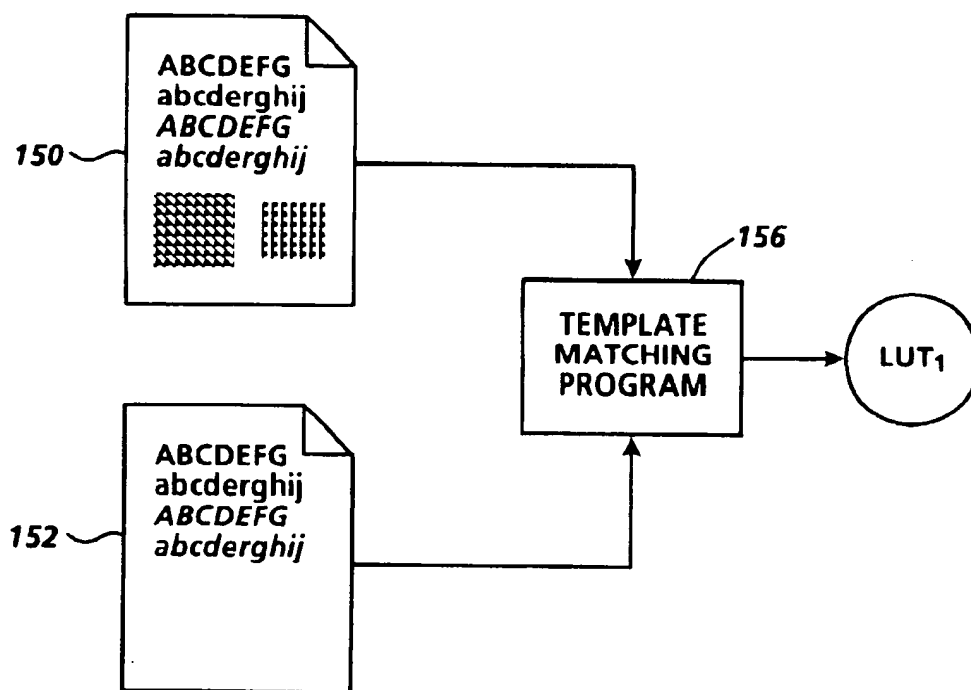 ABCDEFG
abcderghij
ABCDEFG
abcderghij
150
156
TEMPLATE
MATCHING
PROGRAM
LUT1
ABCDEFG
abcderghij
ABCDEFG
abcderghij
152